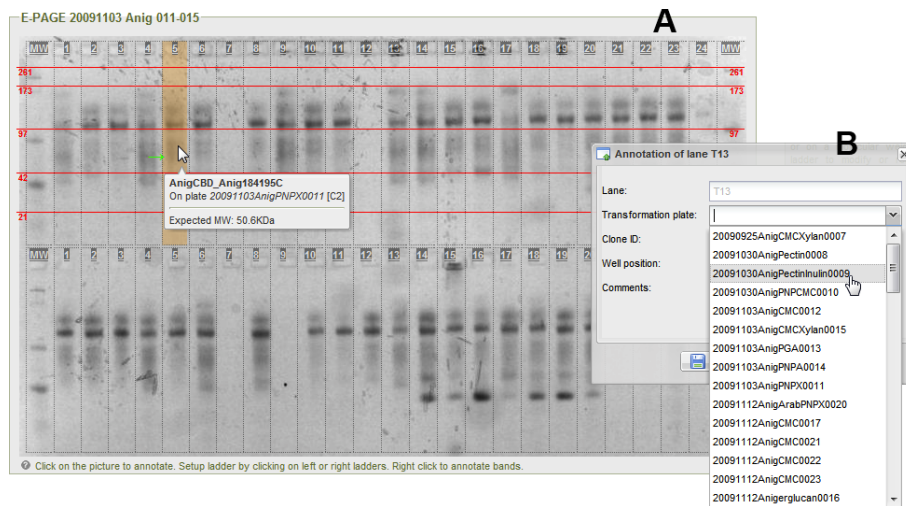 E-PAGE 20091103 Anig 011-015
A
MW 1 2 3 4 5 6 7 8 9 10 11 12 13 14 15 16 17 18 19 20 21 22 23 24 MW
261 261
173 173
97 97
42
21
AnigCBD_Anig184195C
On plate 20091103AnigPNPX0011 [C2]
Expected MW: 50.6KDa
MW 1 2 3 4 5 6 7 8 9 10 11 12 13 14 15 16 17 18 19
Click on the picture to annotate. Setup ladder by clicking on left or right ladders. Right click to annotate bands.
B
Annotation of lane T13
Lane: T13
Transformation plate:
Clone ID:
Well position:
Comments:
20090925AnigCMCXylan0007
20091030AnigPectin0008
20091030AnigPectinInulin0009
20091030AnigPNPCMC0010
20091103AnigCMC0012
20091103AnigCMCXylan0015
20091103AnigPGA0013
20091103AnigPNPA0014
20091103AnigPNPX0011
20091112AnigArabPNPX0020
20091112AnigCMC0017
20091112AnigCMC0021
20091112AnigCMC0022
20091112AnigCMC0023
20091112Anigerglucan0016